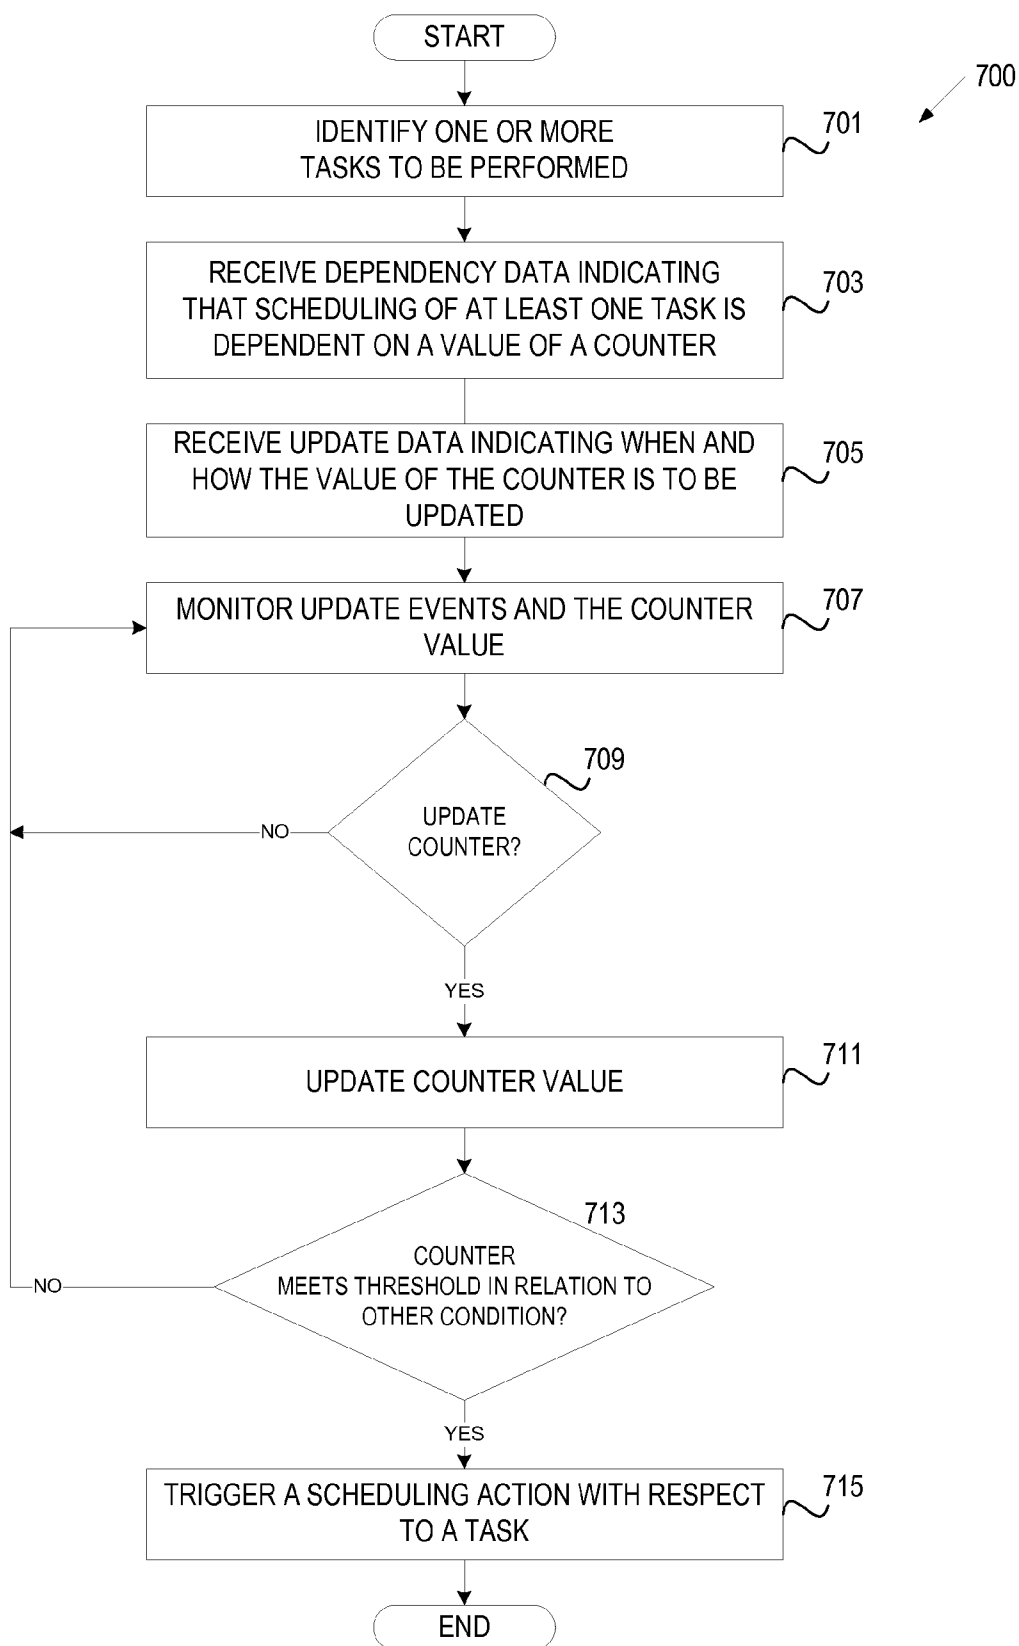 START
700
IDENTIFY ONE OR MORE
TASKS TO BE PERFORMED
701
RECEIVE DEPENDENCY DATA INDICATING
THAT SCHEDULING OF AT LEAST ONE TASK IS
DEPENDENT ON A VALUE OF A COUNTER
703
RECEIVE UPDATE DATA INDICATING WHEN AND
HOW THE VALUE OF THE COUNTER IS TO BE
UPDATED
705
MONITOR UPDATE EVENTS AND THE COUNTER
VALUE
707
709
UPDATE
COUNTER?
NO
YES
UPDATE COUNTER VALUE
711
713
COUNTER
MEETS THRESHOLD IN RELATION TO
OTHER CONDITION?
NO
YES
TRIGGER A SCHEDULING ACTION WITH RESPECT
TO A TASK
715
END